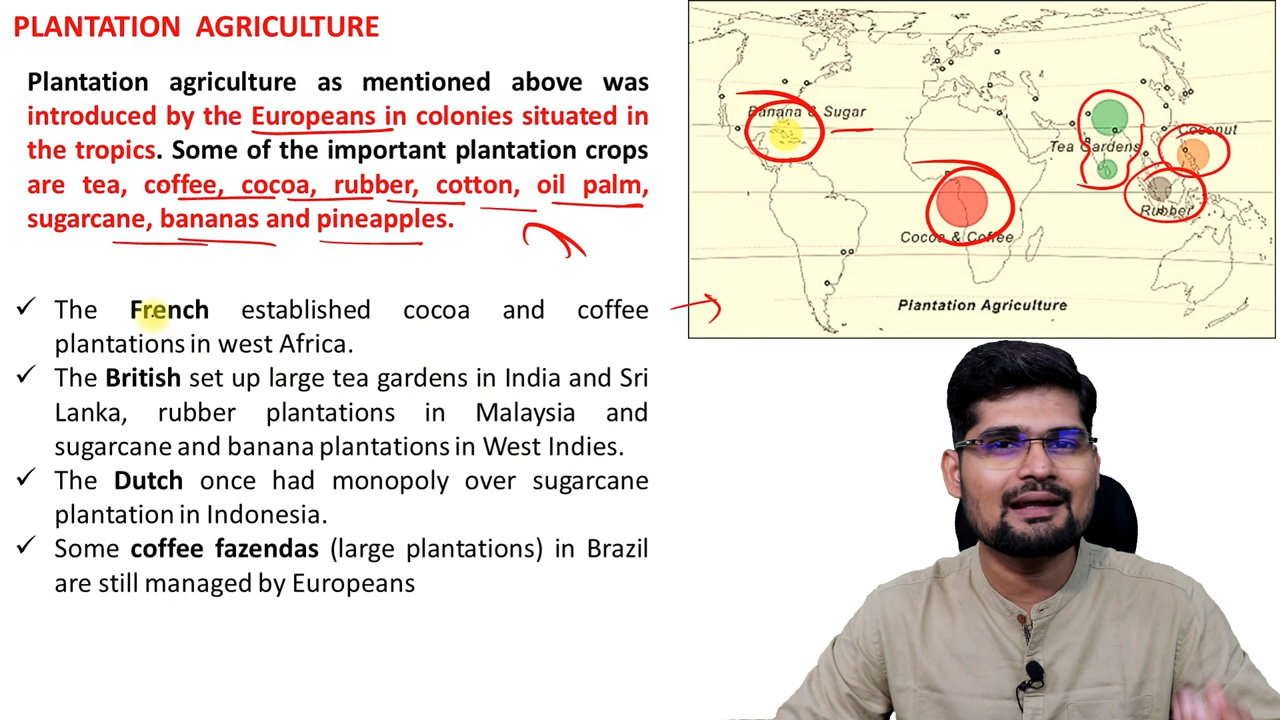 PLANTATION AGRICULTURE
Plantation agriculture as mentioned above was
introduced by the Europeans in colonies situated in
the tropics. Some of the important plantation crops
are tea, coffee, cocoa, rubber, cotton, oil palm,
sugarcane, bananas and pineapples.
✓ The French established cocoa and coffee
plantations in west Africa.
✓ The British set up large tea gardens in India and Sri
Lanka, rubber plantations in Malaysia and
sugarcane and banana plantations in West Indies.
✓ The Dutch once had monopoly over sugarcane
plantation in Indonesia.
✓ Some coffee fazendas (large plantations) in Brazil
are still managed by Europeans
Banana & Sugar
Coconut
Tea Gardens
Rubber
Cocoa & Coffee
Plantation Agriculture